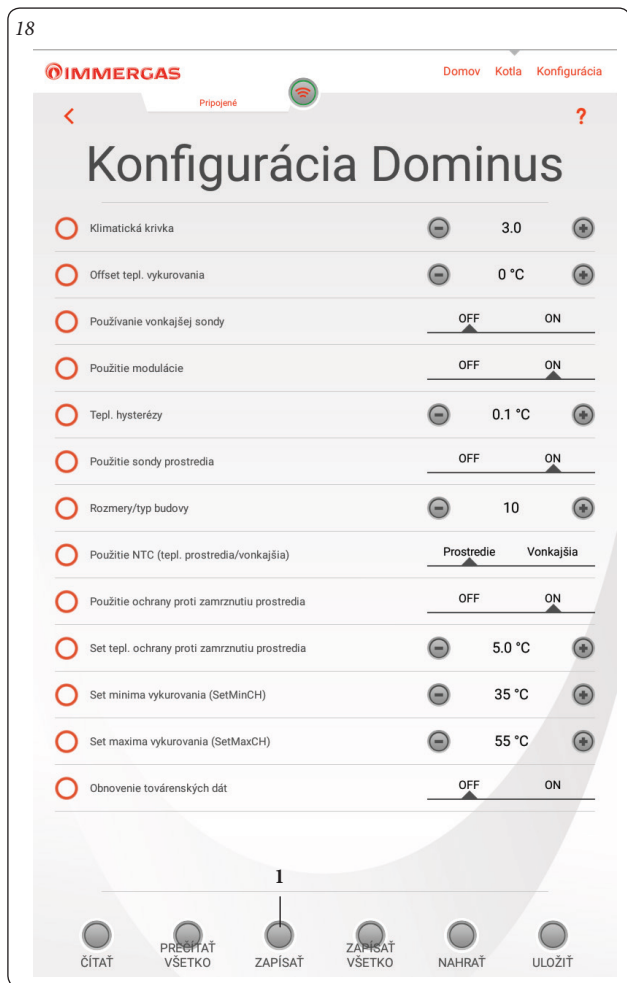 18
IMMERGAS
Domov Kotla Konfigurácia
Pripojené
?
Konfigurácia Dominus
Klimatická krivka 3.0
Offset tepl. vykurovania 0 °C
Používanie vonkajšej sondy OFF ON
Použitie modulácie OFF ON
Tepl. hysterézy 0.1 °C
Použitie sondy prostredia OFF ON
Rozmery/typ budovy 10
Použitie NTC (tepl. prostredia/vonkajšia) Prostredie Vonkajšia
Použitie ochrany proti zamrznutiu prostredia OFF ON
Set tepl. ochrany proti zamrznutiu prostredia 5.0 °C
Set minima vykurovania (SetMinCH) 35 °C
Set maxima vykurovania (SetMaxCH) 55 °C
Obnovenie továrenských dát OFF ON
1
ČÍTAŤ
PREČÍTAŤ
VŠETKO
ZAPÍSAŤ
ZAPÍSAŤ
VŠETKO
NAHRAŤ
ULOŽIŤ